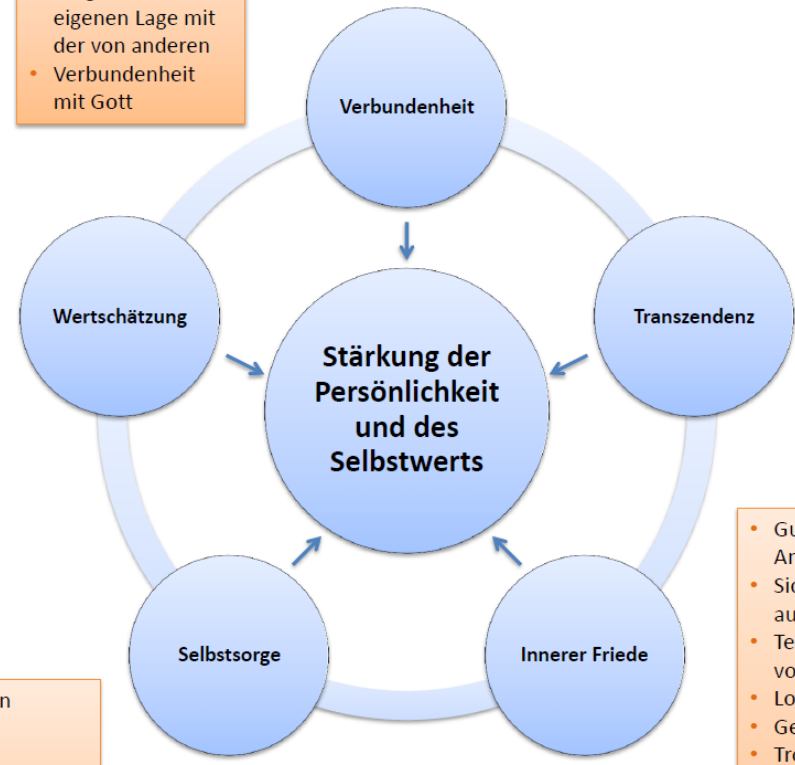 eigenen Lage mit
der von anderen
• Verbundenheit
mit Gott
Verbundenheit
Wertschätzung
Transzendenz
Stärkung der
Persönlichkeit
und des
Selbstwerts
Selbstsorge
Innerer Friede